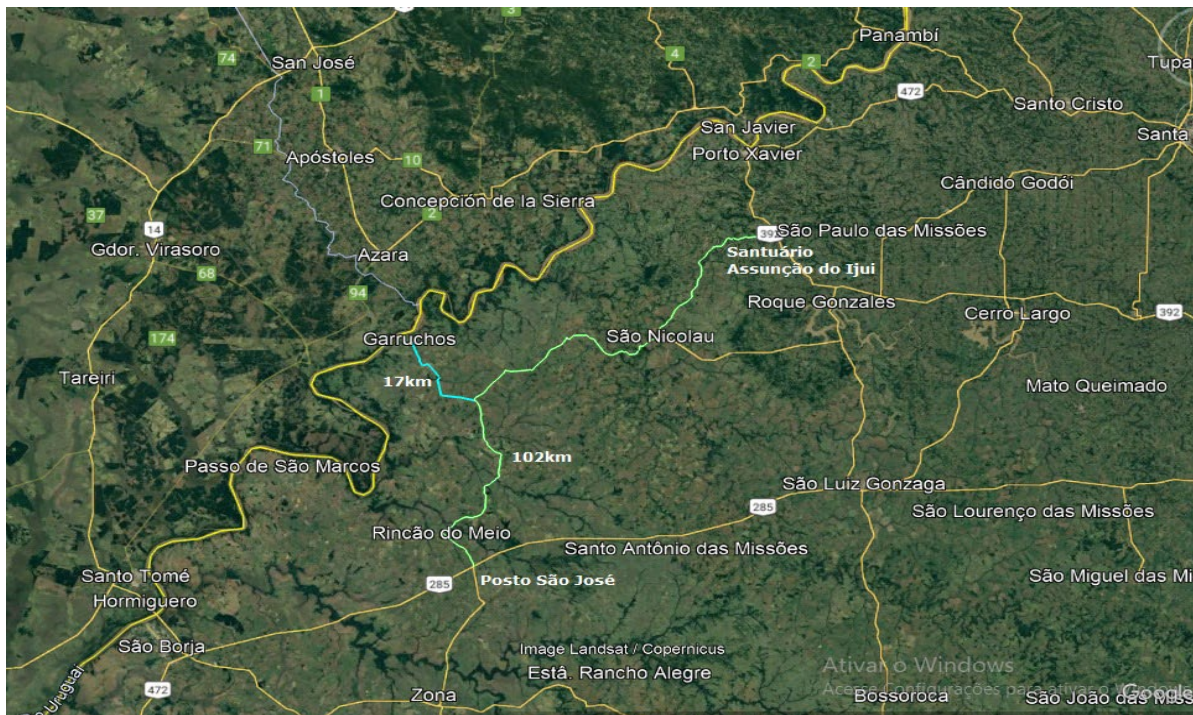 Panambí
3
4
2
74
San José
Tupa
472
1
Santo Cristo
San Javier
Santa
71
Apóstoles
10
Porto Xavier
Cândido Godói
37
Concepción de la Sierra
2
14
392
São Paulo das Missões
Gdor. Virasoro
Azara
Santuário
Assunção do Ijui
68
94
Roque Gonzales
Cerro Largo
392
174
Garruchos
São Nicolau
Tareiri
17km
Mato Queimado
102km
Passo de São Marcos
São Luiz Gonzaga
285
São Lourenço das Missões
Rincão do Meio
Santo Antônio das Missões
Santo Tomé
285
Posto São José
São Miguel das Mi
Hormiguero
São Borja
Image Landsat / Copernicus
Estâ. Rancho Alegre
Ativar o Windows
Uruguai
472
Zona
Bossoroca
Google
São João das Miss